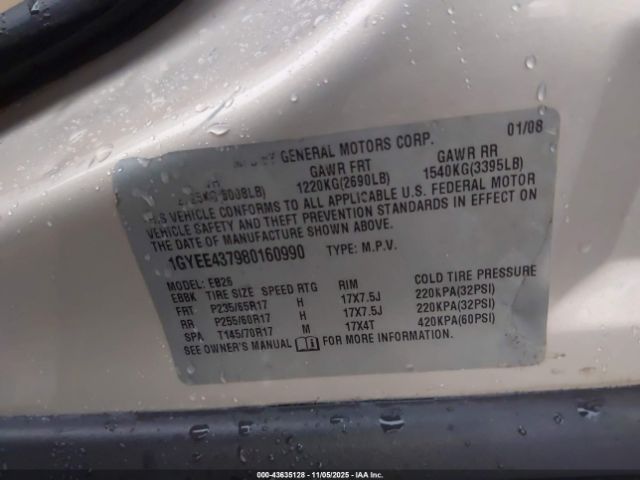 GENERAL MOTORS CORP. 01/08
GAWR FRT GAWR RR
1220KG(2690LB) 1540KG(3395LB)
VEHICLE CONFORMS TO ALL APPLICABLE U.S. FEDERAL MOTOR
VEHICLE SAFETY AND THEFT PREVENTION STANDARDS IN EFFECT ON
THE DATE OF MANUFACTURE SHOWN ABOVE.
1GYEE437980160990 TYPE: M.P.V.
MODEL: EB26
EBBK TIRE SIZE SPEED RTG RIM COLD TIRE PRESSURE
FRT P235/65R17 H 17X7.5J 220KPA(32PSI)
RR P255/60R17 H 17X7.5J 220KPA(32PSI)
SPA T145/70R17 M 17X4T 420KPA(60PSI)
SEE OWNER'S MANUAL FOR MORE INFORMATION.
© -- 43635128 -- 11/05/2025 -- IAAI.com